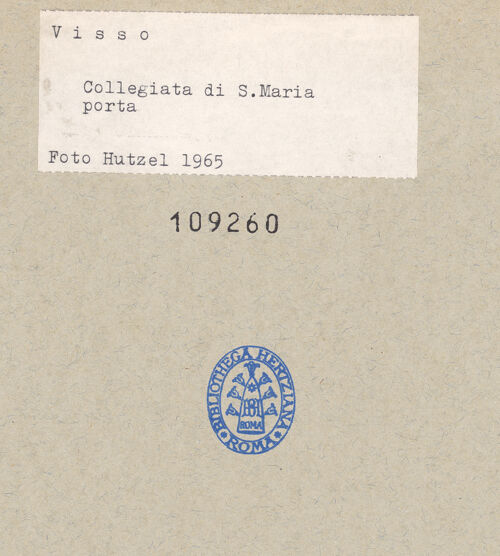 V i s s o
Collegiata di S.Maria
porta
Foto Hutzel 1965
109260
BIBLIOTHECA HERTZIANA
ROMA
ROMA